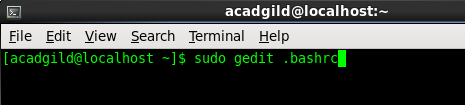 acadgild@localhost:~
File Edit View Search Terminal Help
[acadgild@localhost ~]$ sudo gedit .bashrc